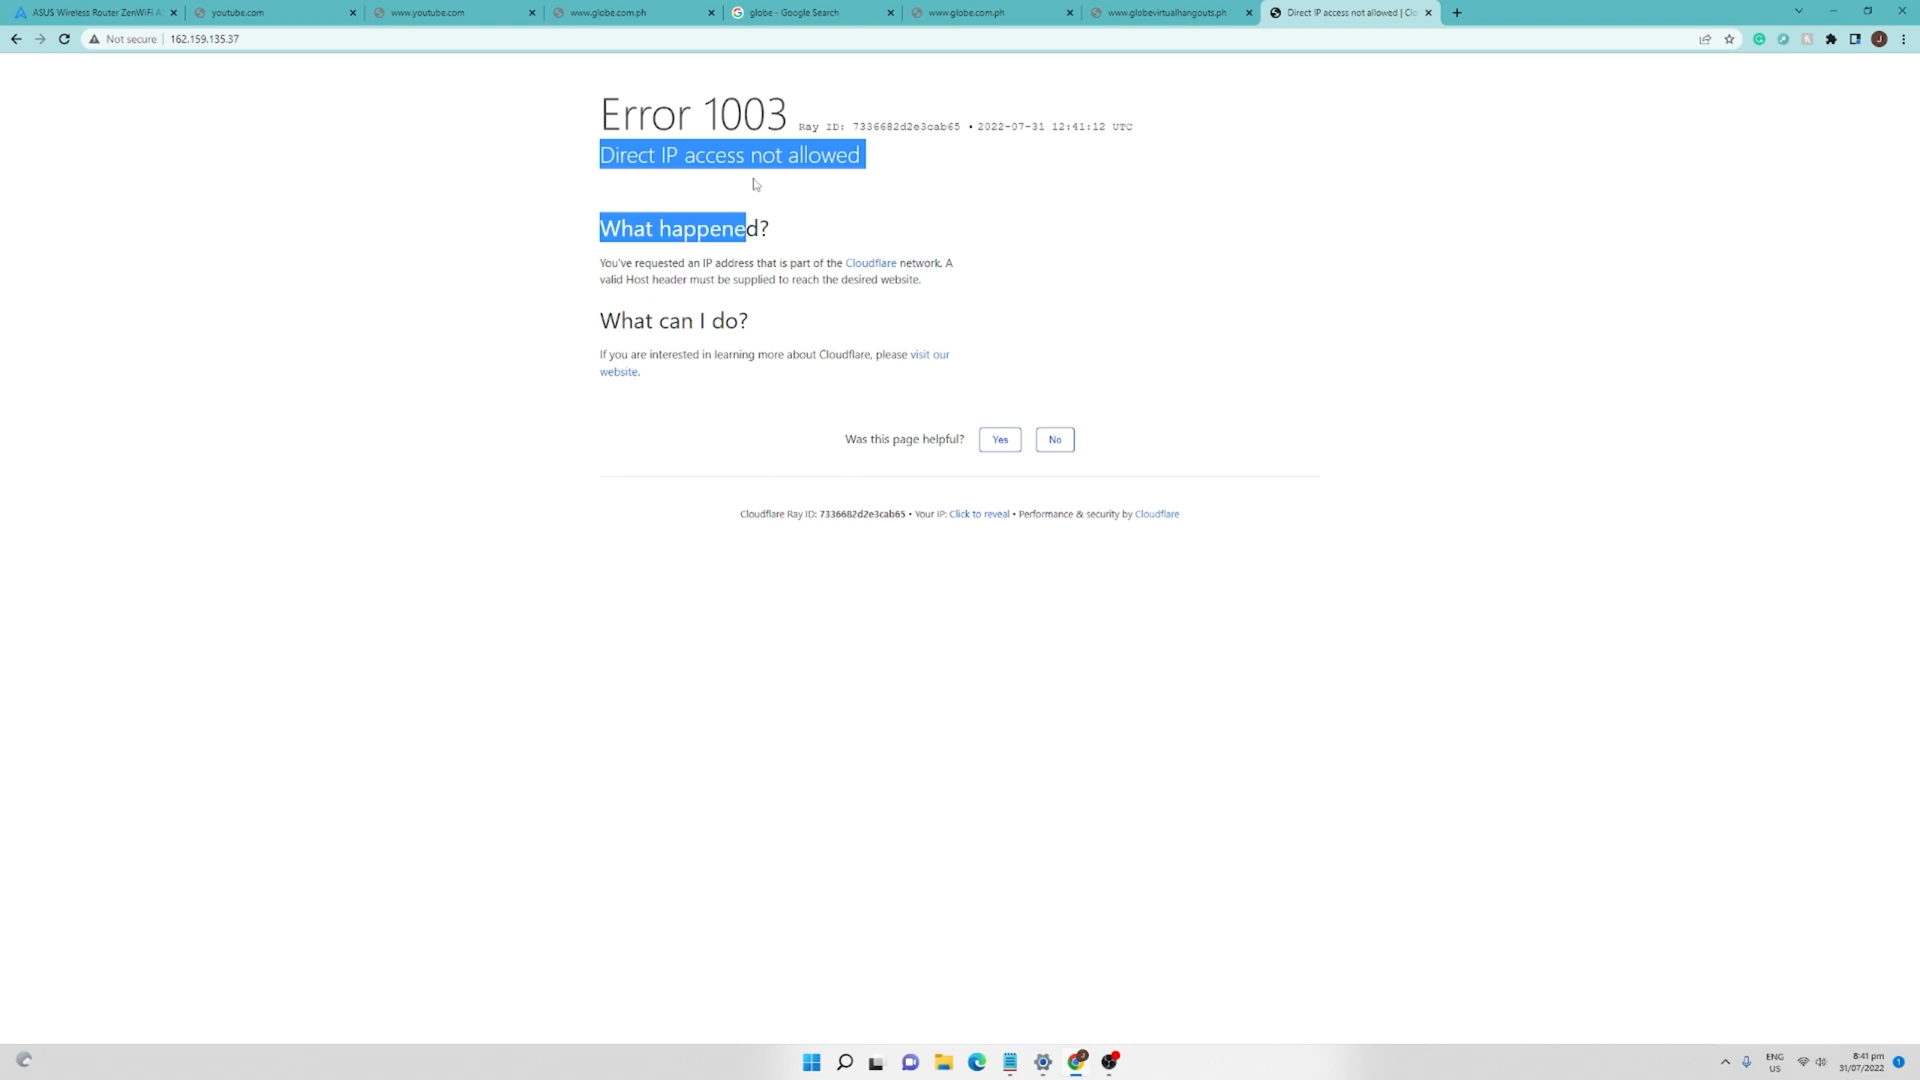 ASUS Wireless Router ZenWiFi A
youtube.com
www.youtube.com
www.globe.com.ph
globe - Google Search
www.globe.com.ph
www.globevirtualhangouts.ph
Direct IP access not allowed | Clo
Not secure
162.159.135.37
Error 1003 Ray ID: 7336682d2e3cab65 • 2022-07-31 12:41:12 UTC
Direct IP access not allowed
What happened?
You've requested an IP address that is part of the Cloudflare network. A
valid Host header must be supplied to reach the desired website.
What can I do?
If you are interested in learning more about Cloudflare, please visit our
website.
Was this page helpful? Yes No
Cloudflare Ray ID: 7336682d2e3cab65 • Your IP: Click to reveal • Performance & security by Cloudflare
ENG
US
8:41 pm
31/07/2022
1
J